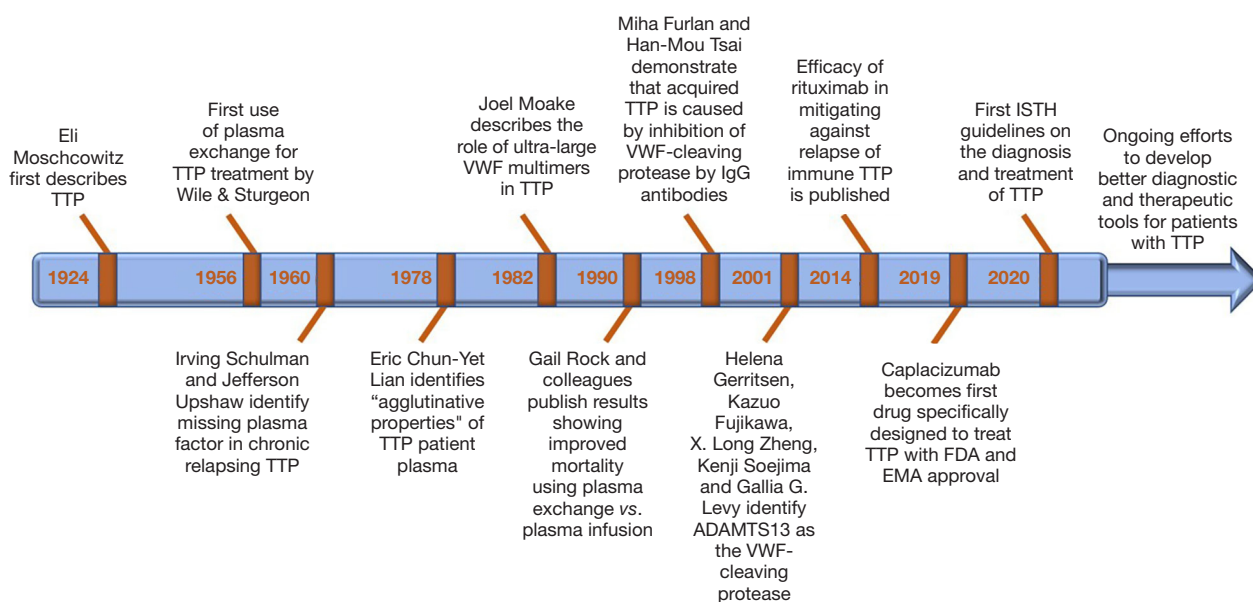 Eli
Moschcowitz
first describes
TTP
First use
of plasma
exchange for
TTP treatment by
Wile & Sturgeon
Joel Moake
describes the
role of ultra-large
VWF multimers
in TTP
Miha Furlan and
Han-Mou Tsai
demonstrate
that acquired
TTP is caused
by inhibition of
VWF-cleaving
protease by IgG
antibodies
Efficacy of
rituximab in
mitigating
against
relapse of
immune TTP
is published
First ISTH
guidelines on
the diagnosis
and treatment
of TTP
Ongoing efforts
to develop
better diagnostic
and therapeutic
tools for patients
with TTP
1924 1956 1960 1978 1982 1990 1998 2001 2014 2019 2020
Irving Schulman
and Jefferson
Upshaw identify
missing plasma
factor in chronic
relapsing TTP
Eric Chun-Yet
Lian identifies
“agglutinative
properties" of
TTP patient
plasma
Gail Rock and
colleagues
publish results
showing
improved
mortality
using plasma
exchange vs.
plasma infusion
Helena
Gerritsen,
Kazuo
Fujikawa,
X. Long Zheng,
Kenji Soejima
and Gallia G.
Levy identify
ADAMTS13 as
the VWF-
cleaving
protease
Caplacizumab
becomes first
drug specifically
designed to treat
TTP with FDA and
EMA approval